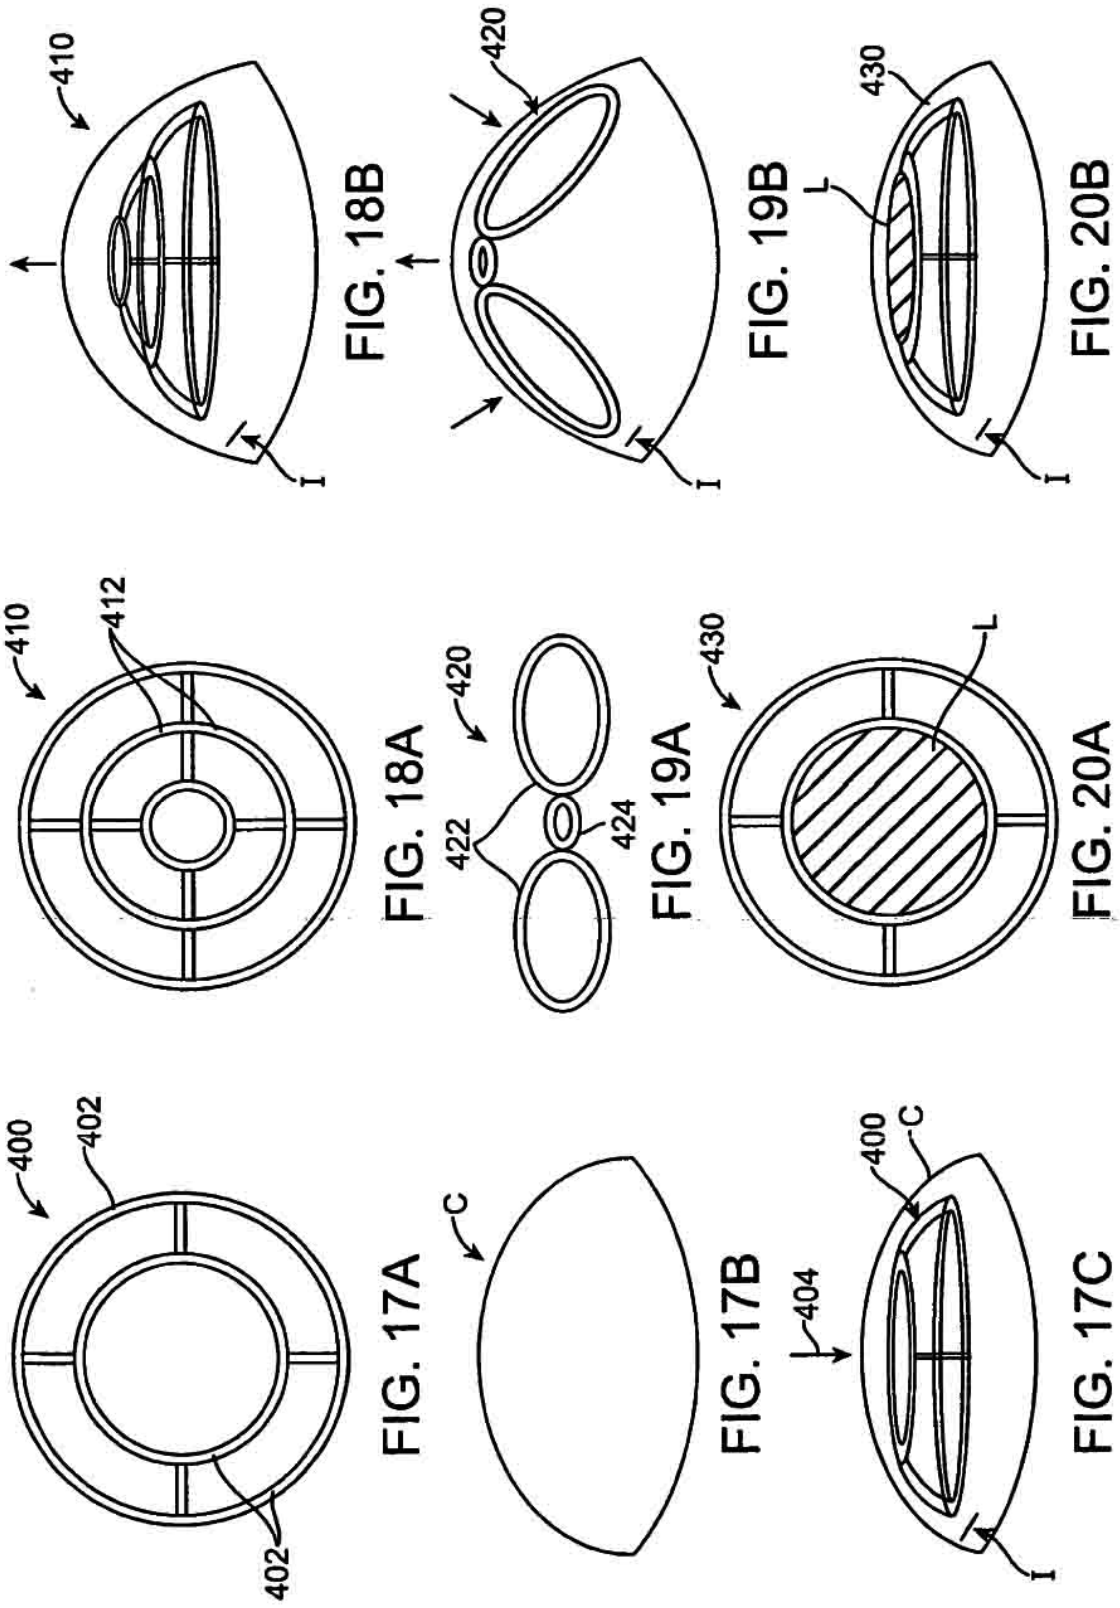 400
402
402
FIG. 17A
C
FIG. 17B
404
400
C
I
FIG. 17C
410
412
FIG. 18A
420
422
424
FIG. 19A
430
L
FIG. 20A
410
I
FIG. 18B
420
I
FIG. 19B
L
430
I
FIG. 20B